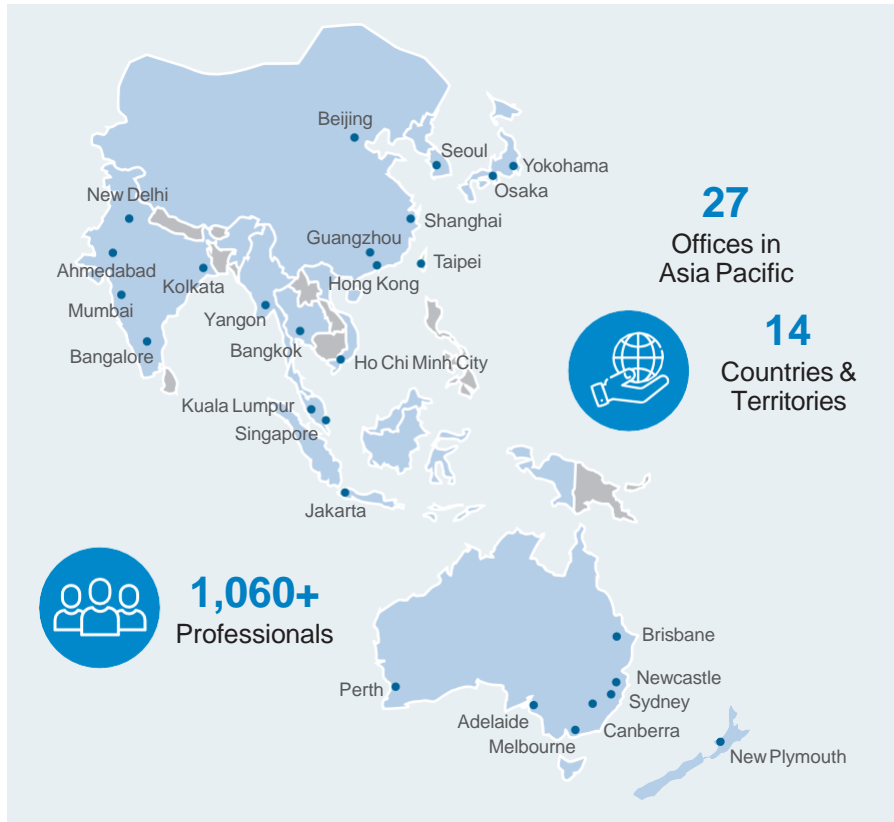 Beijing
Seoul
Yokohama
Osaka
New Delhi
Shanghai
Guangzhou
Taipei
Ahmedabad
Kolkata
Hong Kong
Mumbai
Yangon
Bangalore
Bangkok
Ho Chi Minh City
Kuala Lumpur
Singapore
Jakarta
27
Offices in
Asia Pacific
14
Countries &
Territories
1,060+
Professionals
Brisbane
Newcastle
Perth
Sydney
Adelaide
Canberra
Melbourne
New Plymouth